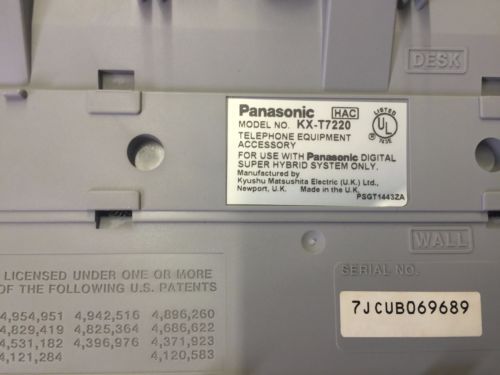 DESK
Panasonic HAC
MODEL NO. KX-T7220
TELEPHONE EQUIPMENT
ACCESSORY
FOR USE WITH Panasonic DIGITAL
SUPER HYBRID SYSTEM ONLY.
Manufactured by
Kyushu Matsushita Electric (U.K.) Ltd.,
Newport, U.K. Made in the U.K.
PSGT1443ZA
LISTED
UL
®
WALL
LICENSED UNDER ONE OR MORE
OF THE FOLLOWING U.S. PATENTS
4,954,951 4,942,516 4,896,260
4,829,419 4,825,364 4,686,622
4,531,182 4,396,976 4,371,923
4,121,284 4,120,583
SERIAL NO.
7JCUB069689